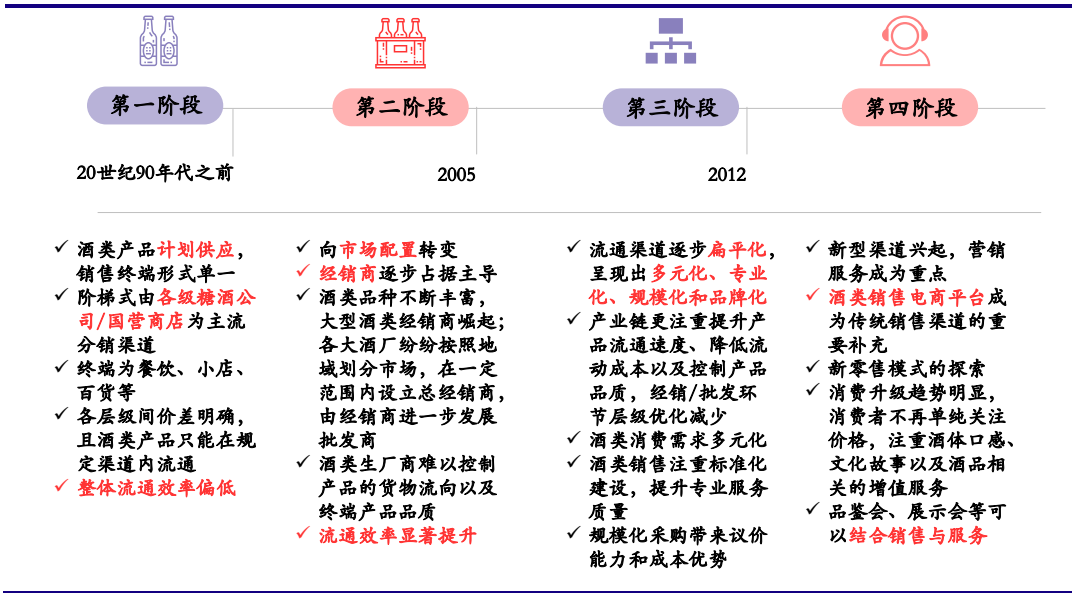 第一阶段
第二阶段
第三阶段
第四阶段
20世纪90年代之前
2005
2012
✓ 酒类产品计划供应，
销售终端形式单一
✓ 阶梯式由各级糖酒公
司/国营商店为主流
分销渠道
✓ 终端为餐饮、小店、
百货等
✓ 各层级间价差明确，
且酒类产品只能在规
定渠道内流通
✓ 整体流通效率偏低
✓ 向市场配置转变
✓ 经销商逐步占据主导
✓ 酒类品种不断丰富，
大型酒类经销商崛起；
各大酒厂纷纷按照地
域划分市场，在一定
范围内设立总经销商，
由经销商进一步发展
批发商
✓ 酒类生厂商难以控制
产品的货物流向以及
终端产品品质
✓ 流通效率显著提升
✓ 流通渠道逐步扁平化，
呈现出多元化、专业
化、规模化和品牌化
✓ 产业链更注重提升产
品流通速度、降低流
动成本以及控制产品
品质，经销/批发环
节层级优化减少
✓ 酒类消费需求多元化
✓ 酒类销售注重标准化
建设，提升专业服务
质量
✓ 规模化采购带来议价
能力和成本优势
✓ 新型渠道兴起，营销
服务成为重点
✓ 酒类销售电商平台成
为传统销售渠道的重
要补充
✓ 新零售模式的探索
✓ 消费升级趋势明显，
消费者不再单纯关注
价格，注重酒体口感、
文化故事以及酒品相
关的增值服务
✓ 品鉴会、展示会等可
以结合销售与服务